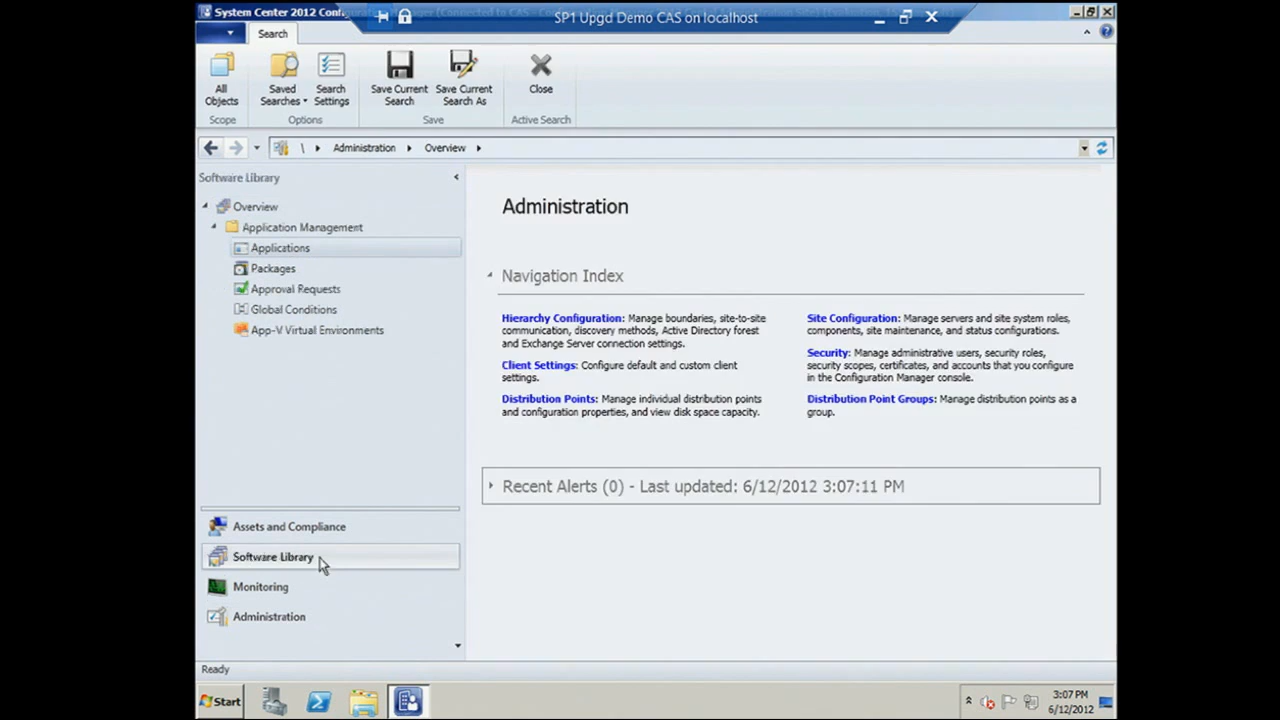 System Center 2012 Confi
SP1 Upgd Demo CAS on localhost
Search
All Objects
Saved Searches
Search Settings
Save Current Search
Save Current Search As
Close
Scope
Options
Save
Active Search
\ Administration Overview
Software Library
Overview
Application Management
Applications
Packages
Approval Requests
Global Conditions
App-V Virtual Environments
Assets and Compliance
Software Library
Monitoring
Administration
Administration
Navigation Index
Hierarchy Configuration: Manage boundaries, site-to-site
communication, discovery methods, Active Directory forest
and Exchange Server connection settings.
Client Settings: Configure default and custom client
settings.
Distribution Points: Manage individual distribution points
and configuration properties, and view disk space capacity.
Site Configuration: Manage servers and site system roles,
components, site maintenance, and status configurations.
Security: Manage administrative users, security roles,
security scopes, certificates, and accounts that you configure
in the Configuration Manager console.
Distribution Point Groups: Manage distribution points as a
group.
Recent Alerts (0) - Last updated: 6/12/2012 3:07:11 PM
Ready
Start
3:07 PM
6/12/2012